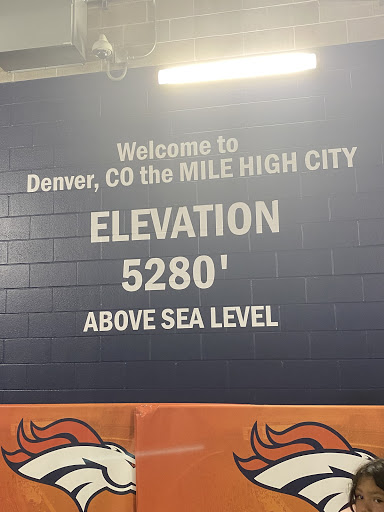 Welcome to
Denver, CO the MILE HIGH CITY
ELEVATION
5280'
ABOVE SEA LEVEL